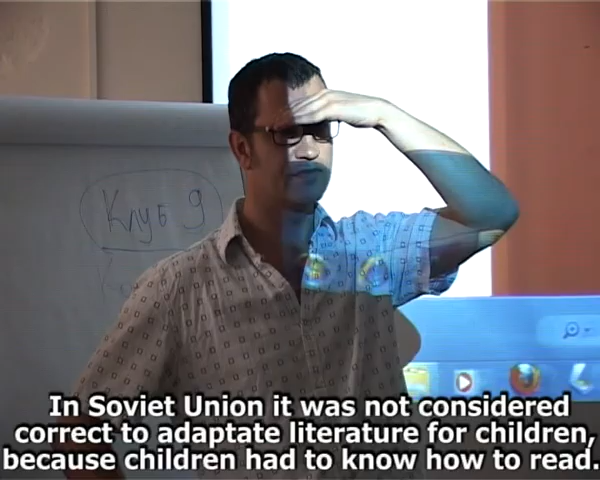 Клуб 9
In Soviet Union it was not considered
correct to adaptate literature for children,
because children had to know how to read.